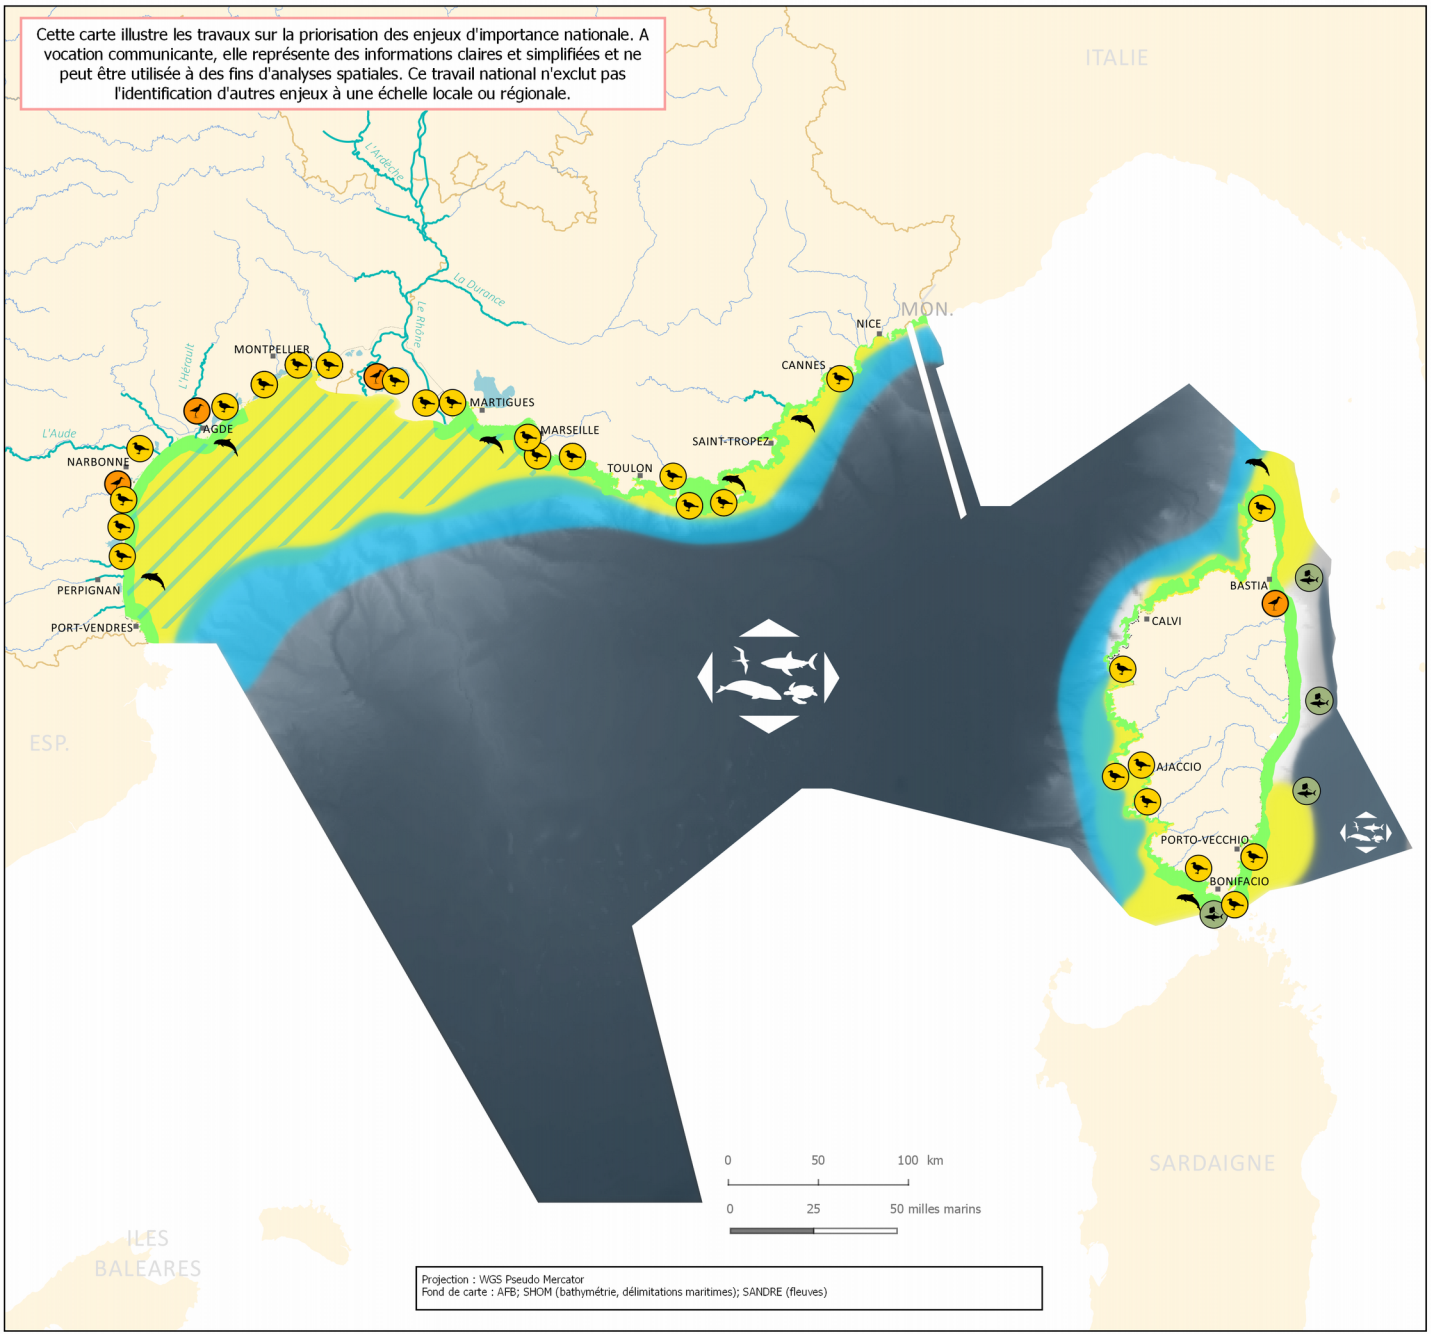 Cette carte illustre les travaux sur la priorisation des enjeux d'importance nationale. A
vocation communicante, elle représente des informations claires et simplifiées et ne
peut être utilisée à des fins d'analyses spatiales. Ce travail national n'exclut pas
l'identification d'autres enjeux à une échelle locale ou régionale.
ITALIE
L'Ardèche
La Durance
Le Rhône
MON.
NICE
MONTPELLIER
L'Hérault
CANNES
MARTIGUES
AGDE
MARSEILLE
L'Aude
SAINT-TROPEZ
NARBONNE
TOULON
PERPIGNAN
BASTIA
PORT-VENDRES
CALVI
ESP.
AJACCIO
PORTO-VECCHIO
BONIFACIO
SARDAIGNE
0 50 100 km
0 25 50 milles marins
ILES
BALEARES
Projection : WGS Pseudo Mercator
Fond de carte : AFB; SHOM (bathymétrie, délimitations maritimes); SANDRE (fleuves)